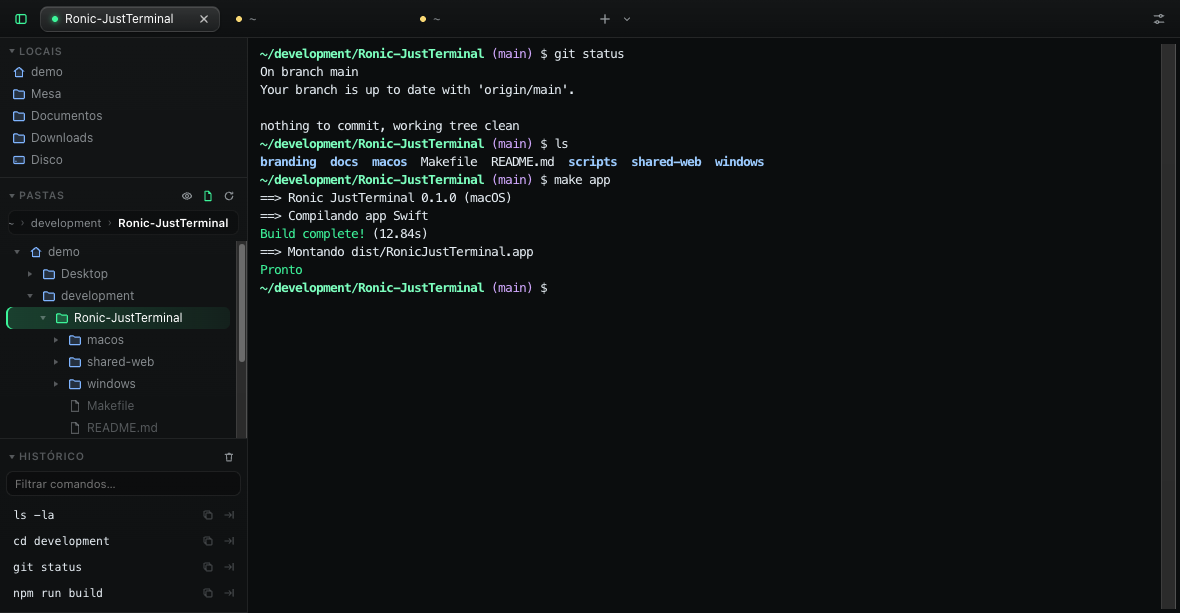 Ronic-JustTerminal
~
~
LOCAIS
demo
Mesa
Documentos
Downloads
Disco
PASTAS
~ › development › Ronic-JustTerminal
demo
Desktop
development
Ronic-JustTerminal
macos
shared-web
windows
Makefile
README.md
HISTÓRICO
Filtrar comandos...
ls -la
cd development
git status
npm run build
~/development/Ronic-JustTerminal (main) $ git status
On branch main
Your branch is up to date with 'origin/main'.
nothing to commit, working tree clean
~/development/Ronic-JustTerminal (main) $ ls
branding docs macos Makefile README.md scripts shared-web windows
~/development/Ronic-JustTerminal (main) $ make app
==> Ronic JustTerminal 0.1.0 (macOS)
==> Compilando app Swift
Build complete! (12.84s)
==> Montando dist/RonicJustTerminal.app
Pronto
~/development/Ronic-JustTerminal (main) $